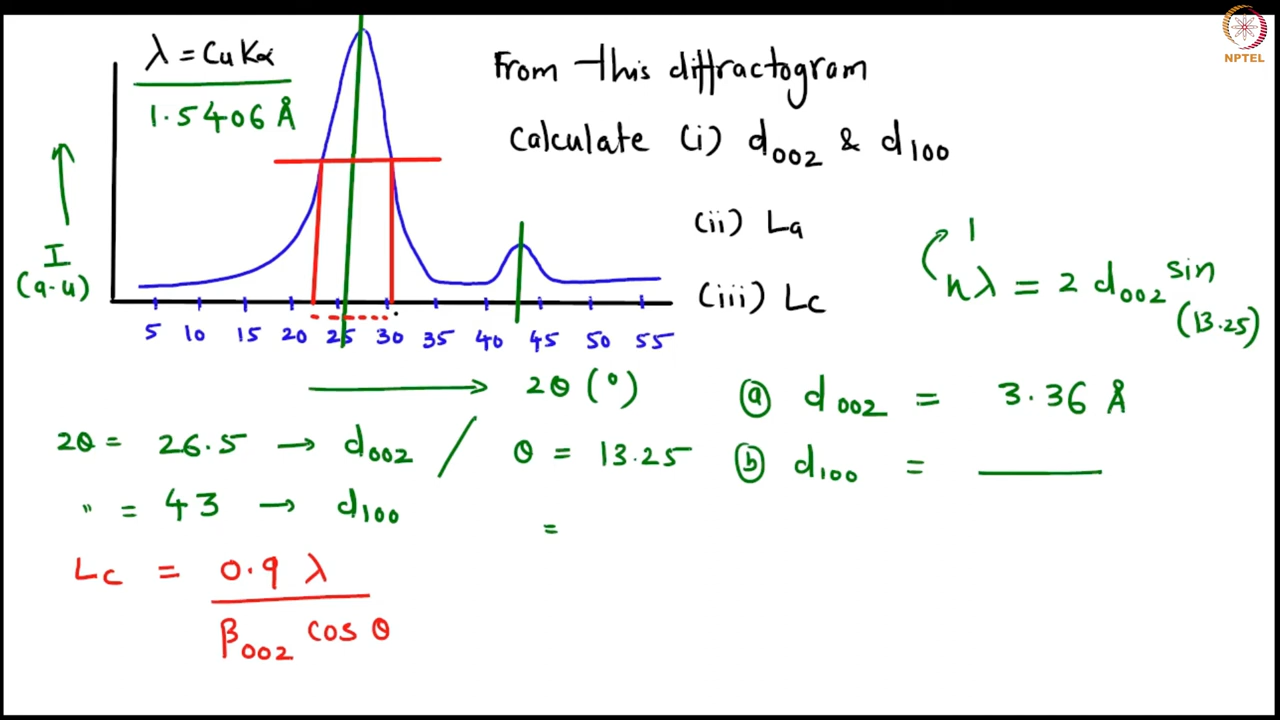 NPTEL
λ = CuKα
1.5406 Å
From this diffractogram
Calculate (i) d002 & d100
(ii) La
(iii) Lc
I
(a.u)
5 10 15 20 25 30 35 40 45 50 55
2θ (°)
1
nλ = 2 d002 sin
(13.25)
2θ = 26.5 → d002 / θ = 13.25
" = 43 → d100
=
ⓐ d002 = 3.36 Å
ⓑ d100 = ____
Lc = 0.9 λ
β002 cos θ